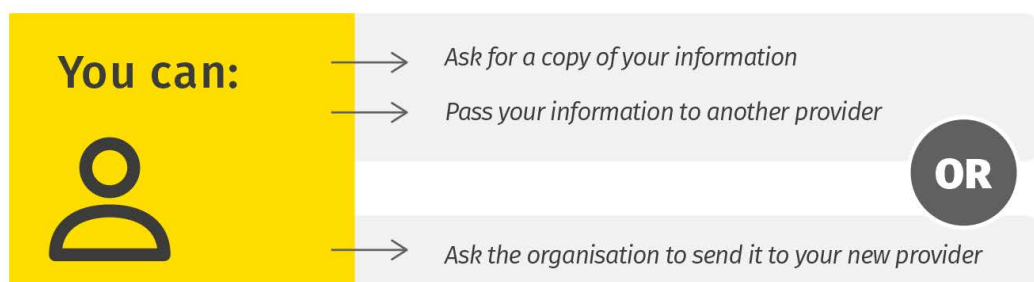 You can:
Ask for a copy of your information
Pass your information to another provider
OR
Ask the organisation to send it to your new provider